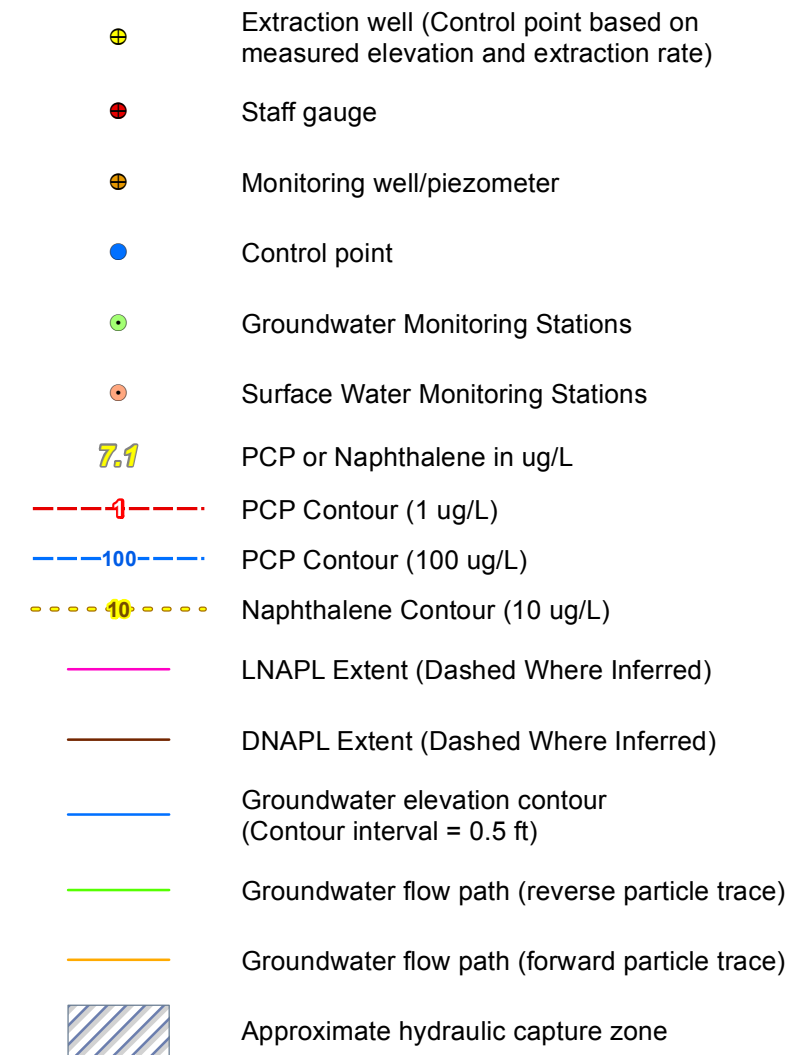 Extraction well (Control point based on
measured elevation and extraction rate)
Staff gauge
Monitoring well/piezometer
Control point
Groundwater Monitoring Stations
Surface Water Monitoring Stations
7.1 PCP or Naphthalene in ug/L
1 PCP Contour (1 ug/L)
100 PCP Contour (100 ug/L)
10 Naphthalene Contour (10 ug/L)
LNAPL Extent (Dashed Where Inferred)
DNAPL Extent (Dashed Where Inferred)
Groundwater elevation contour
(Contour interval = 0.5 ft)
Groundwater flow path (reverse particle trace)
Groundwater flow path (forward particle trace)
Approximate hydraulic capture zone